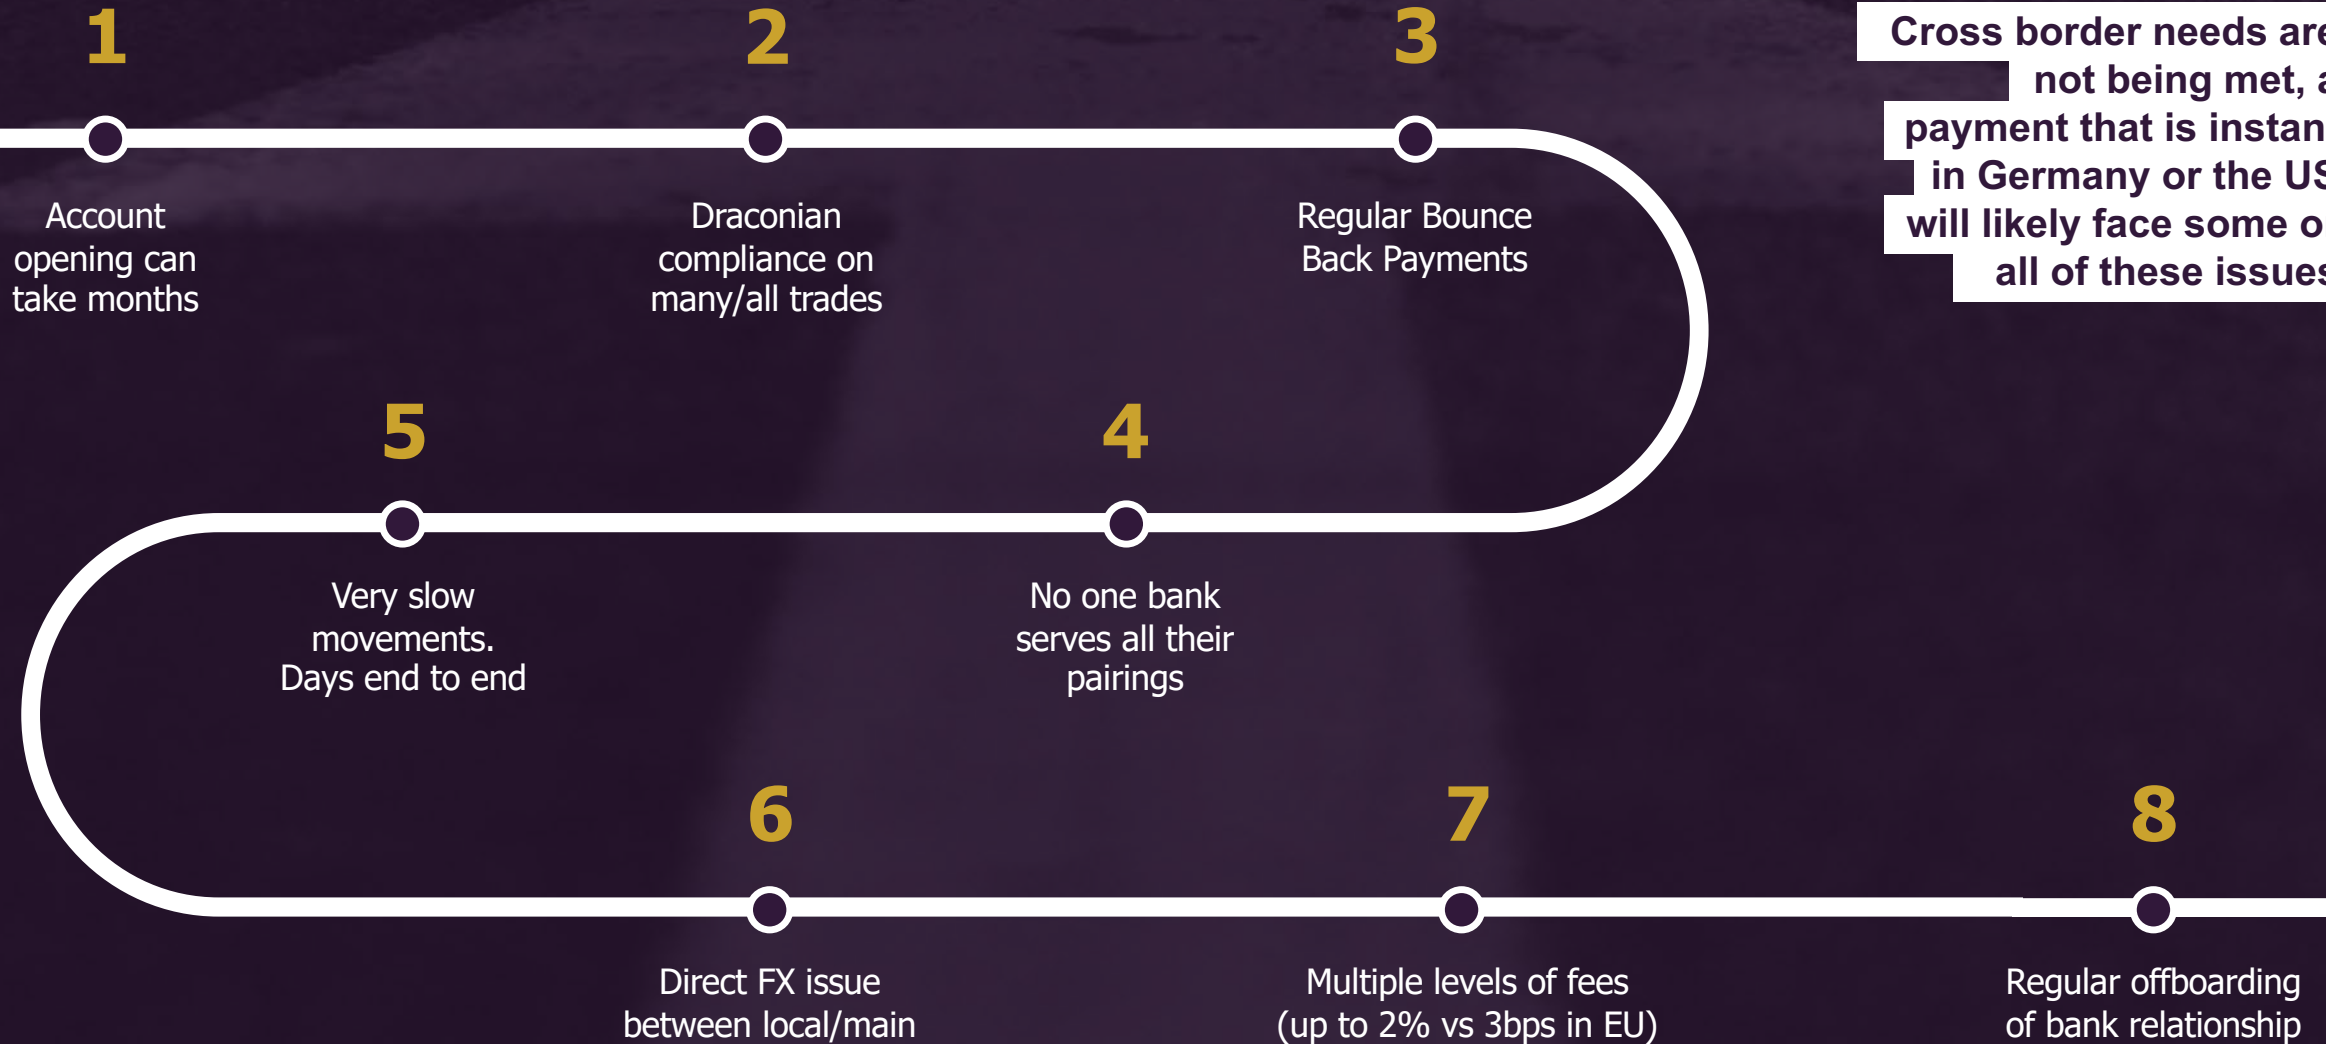 1
Account
opening can
take months
2
Draconian
compliance on
many/all trades
3
Regular Bounce
Back Payments
Cross border needs are
not being met, a
payment that is instan
in Germany or the US
will likely face some o
all of these issues
4
No one bank
serves all their
pairings
5
Very slow
movements.
Days end to end
6
Direct FX issue
between local/main
7
Multiple levels of fees
(up to 2% vs 3bps in EU)
8
Regular offboarding
of bank relationship